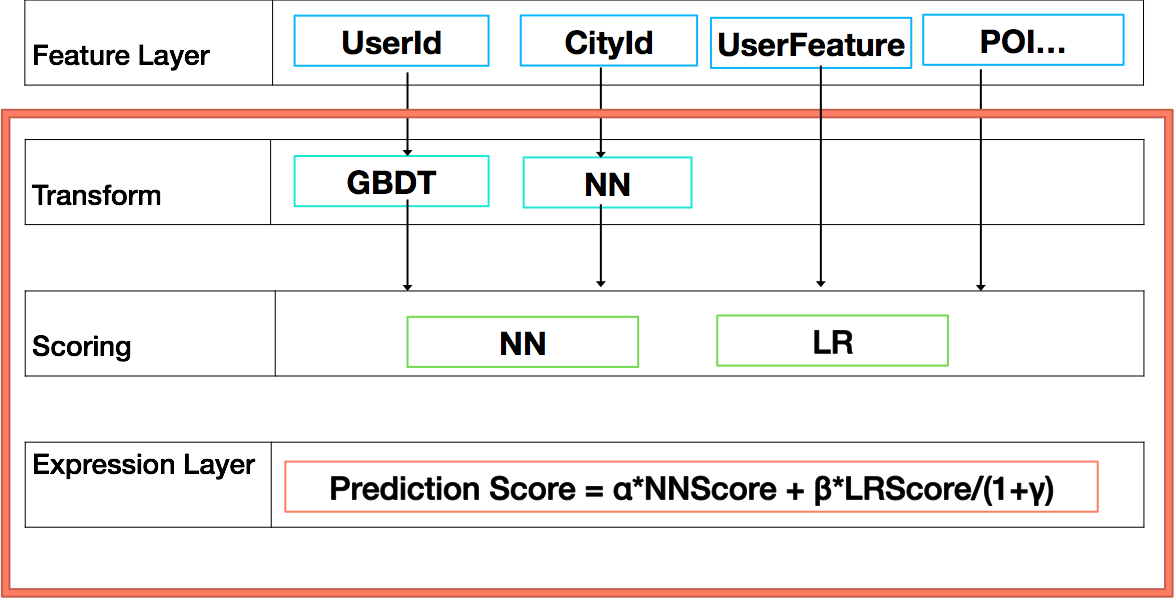 Feature Layer
UserId
CityId
UserFeature
POI...
Transform
GBDT
NN
Scoring
NN
LR
Expression Layer
Prediction Score = α*NNScore + β*LRScore/(1+γ)